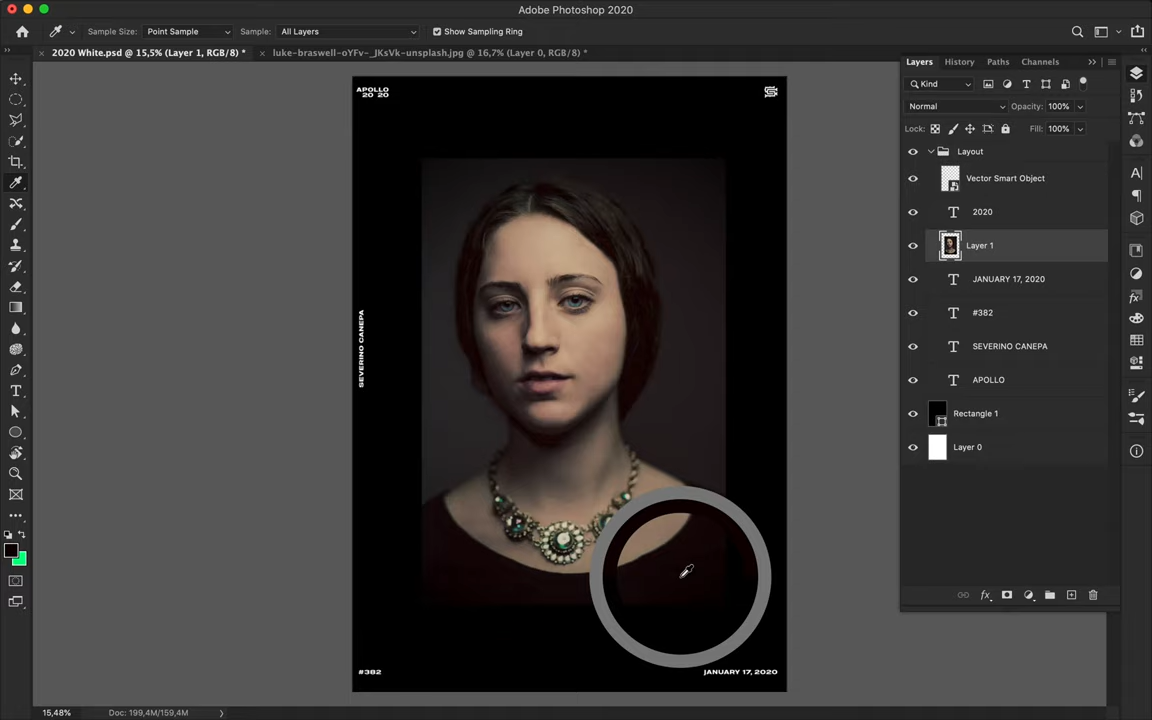 Adobe Photoshop 2020
Sample Size: Point Sample Sample: All Layers Show Sampling Ring
2020 White.psd @ 15,5% (Layer 1, RGB/8) *
luke-braswell-oYFv-_JKsVk-unsplash.jpg @ 16,7% (Layer 0, RGB/8) *
Layers History Paths Channels
Kind
Normal Opacity: 100%
Lock: Fill: 100%
Layout
Vector Smart Object
2020
Layer 1
JANUARY 17, 2020
#382
SEVERINO CANEPA
APOLLO
Rectangle 1
Layer 0
APOLLO
20 20
SEVERINO CANEPA
#382
JANUARY 17, 2020
15,48% Doc: 199,4M/159,4M